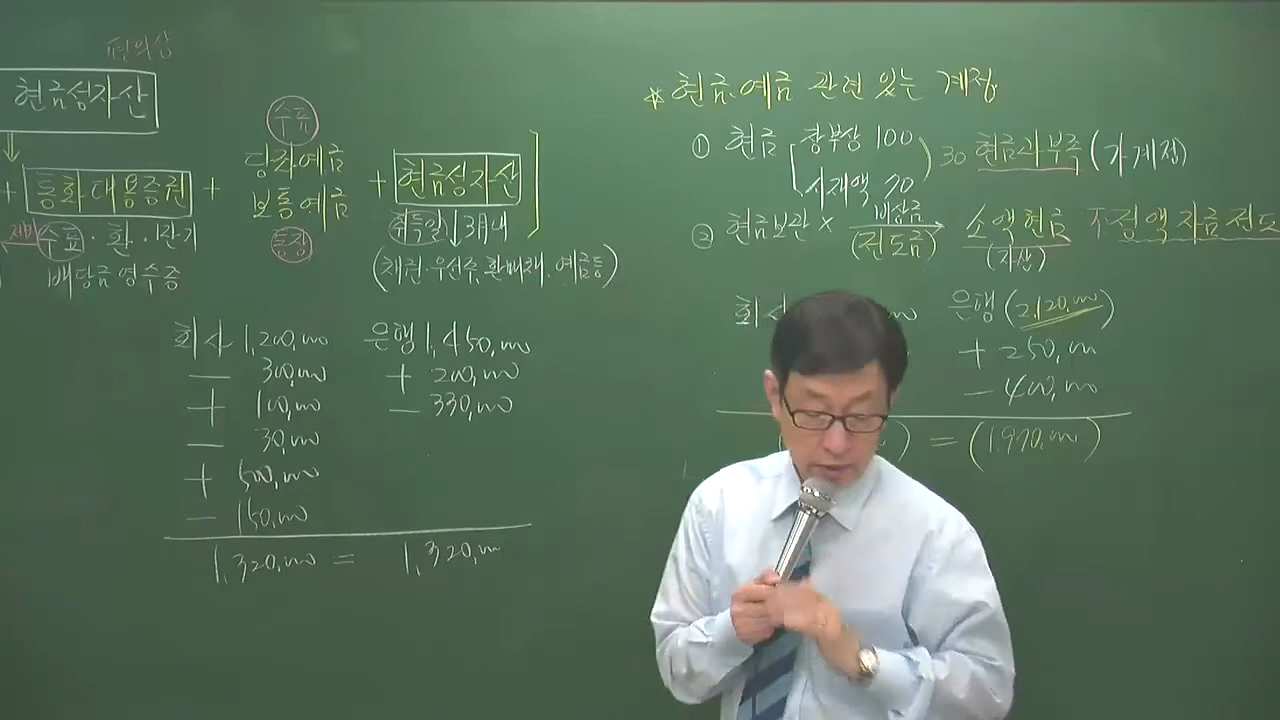 편의상
현금성자산
수표
당좌예금
+ 통화대용증권 + 보통예금 + 현금성자산
수표·환·만기
통장
취득일 3月내
배당금영수증
(채권·우선주, 환매채, 예금등)
회사 1,200,000 은행 1,450,000
- 300,000 + 200,000
+ 100,000 - 330,000
- 30,000
+ 500,000
- 150,000
1,320,000 = 1,320,000
* 현금, 예금 관련 있는 계정
① 현금 장부상 100
시재액 70
30 현금과부족 (가계정)
② 현금보관 × (전도금) → 소액현금 정액자금전도
(자산)
은행 (2,120,000)
+ 250,000
- 400,000
= (1,970,000)